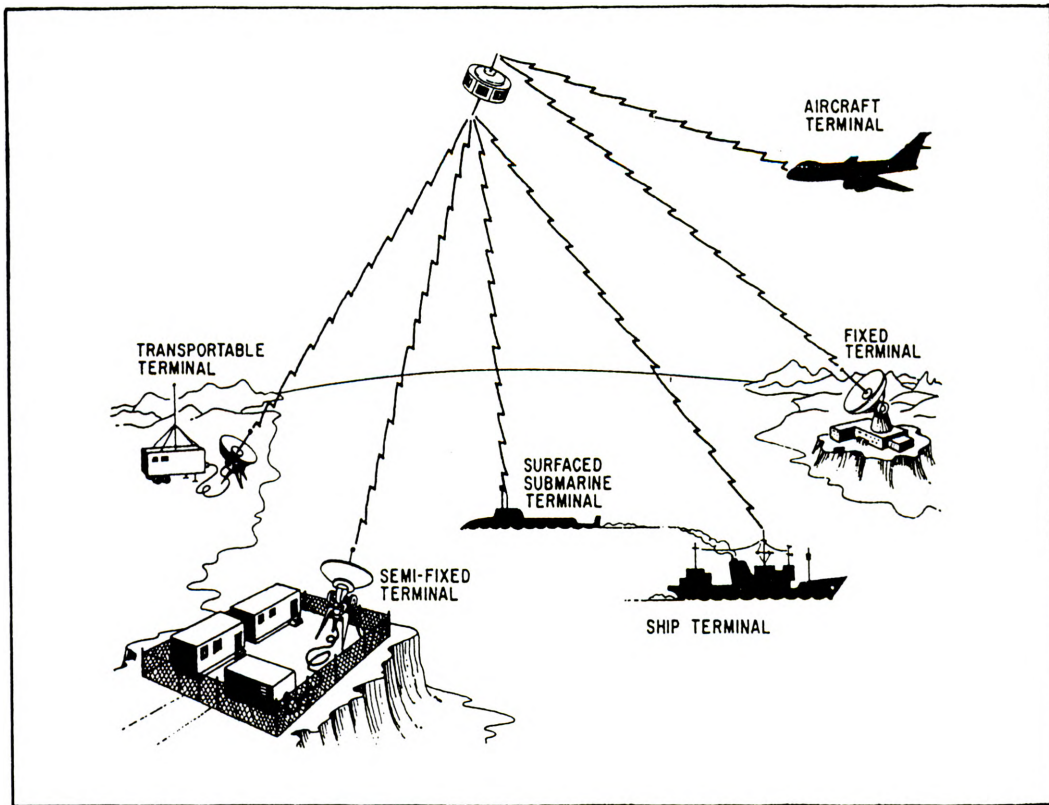 AIRCRAFT
TERMINAL
TRANSPORTABLE
TERMINAL
FIXED
TERMINAL
SURFACED
SUBMARINE
TERMINAL
SEMI-FIXED
TERMINAL
SHIP TERMINAL